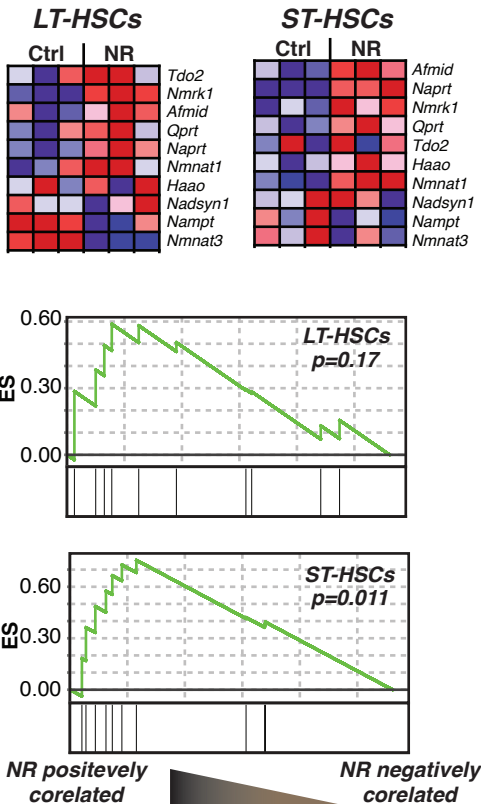 LT-HSCs
ST-HSCs
Ctrl NR
Ctrl NR
Tdo2
Nmrk1
Afmid
Qprt
Naprt
Nmnat1
Haao
Nadsyn1
Nampt
Nmnat3
Afmid
Naprt
Nmrk1
Qprt
Tdo2
Haao
Nmnat1
Nadsyn1
Nampt
Nmnat3
ES
0.60
0.30
0.00
LT-HSCs
p=0.17
ES
0.60
0.30
0.00
ST-HSCs
p=0.011
NR positevely
corelated
NR negatively
corelated